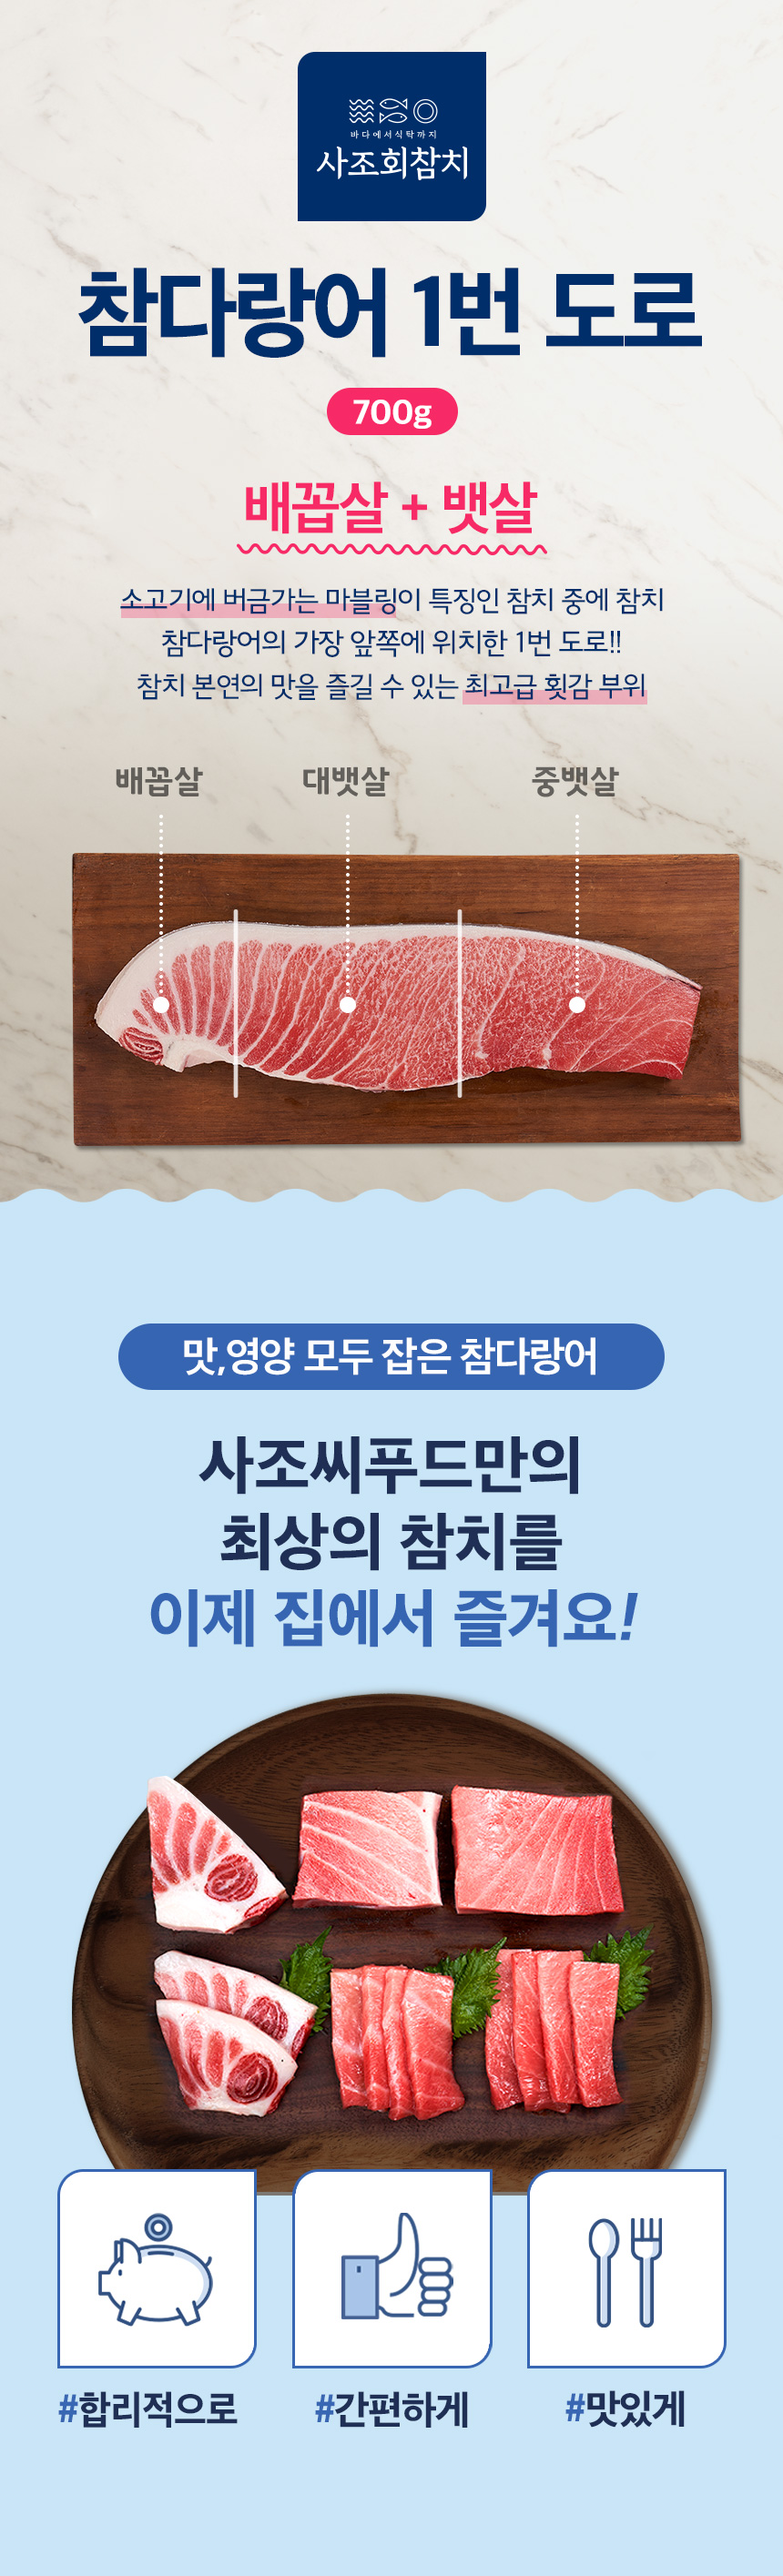 바다에서식탁까지
사조회참치
참다랑어 1번 도로
700g
배꼽살 + 뱃살
소고기에 버금가는 마블링이 특징인 참치 중에 참치
참다랑어의 가장 앞쪽에 위치한 1번 도로!!
참치 본연의 맛을 즐길 수 있는 최고급 횟감 부위
배꼽살 대뱃살 중뱃살
맛,영양 모두 잡은 참다랑어
사조씨푸드만의
최상의 참치를
이제 집에서 즐겨요!
#합리적으로 #간편하게 #맛있게